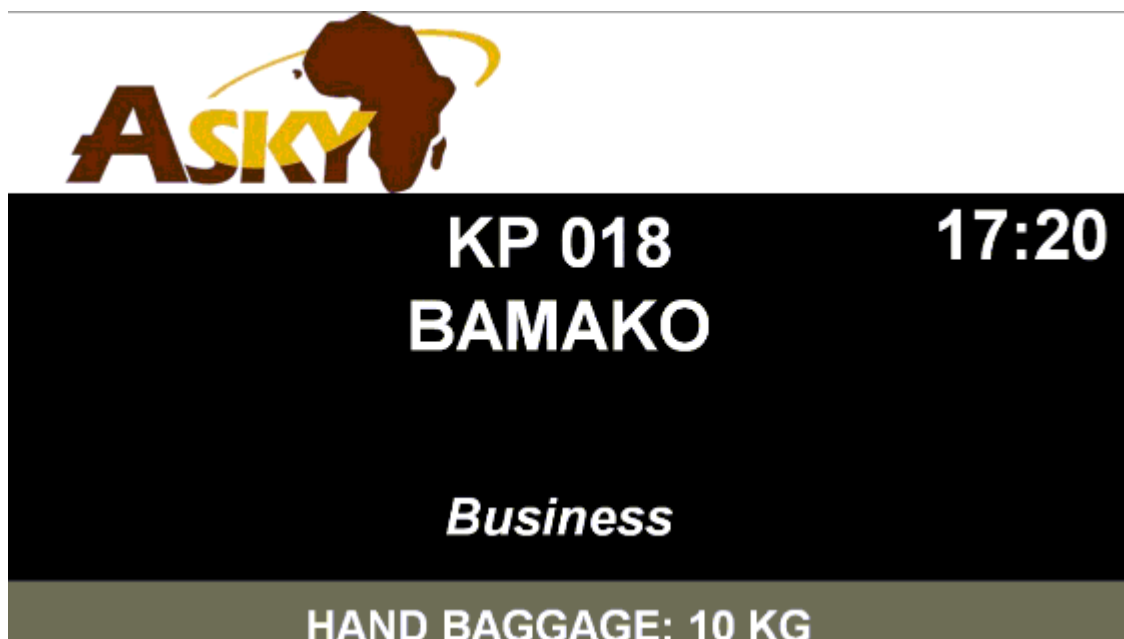 ASKY
KP 018 17:20
BAMAKO
Business
HAND BAGGAGE: 10 KG